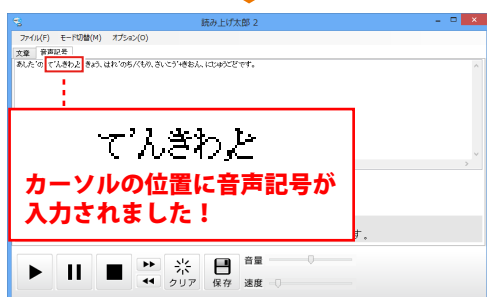 読み上げ太郎 2
ファイル(F) モード切替(M) オプション(O)
文章 音声記号
あした'の て'んきわ、と きょう、はれ'のち/くもり、さいこう'+きおん、にじゅうごどです。
て'んきわ、と
カーソルの位置に音声記号が
入力されました！
す。
クリア 保存
音量
速度